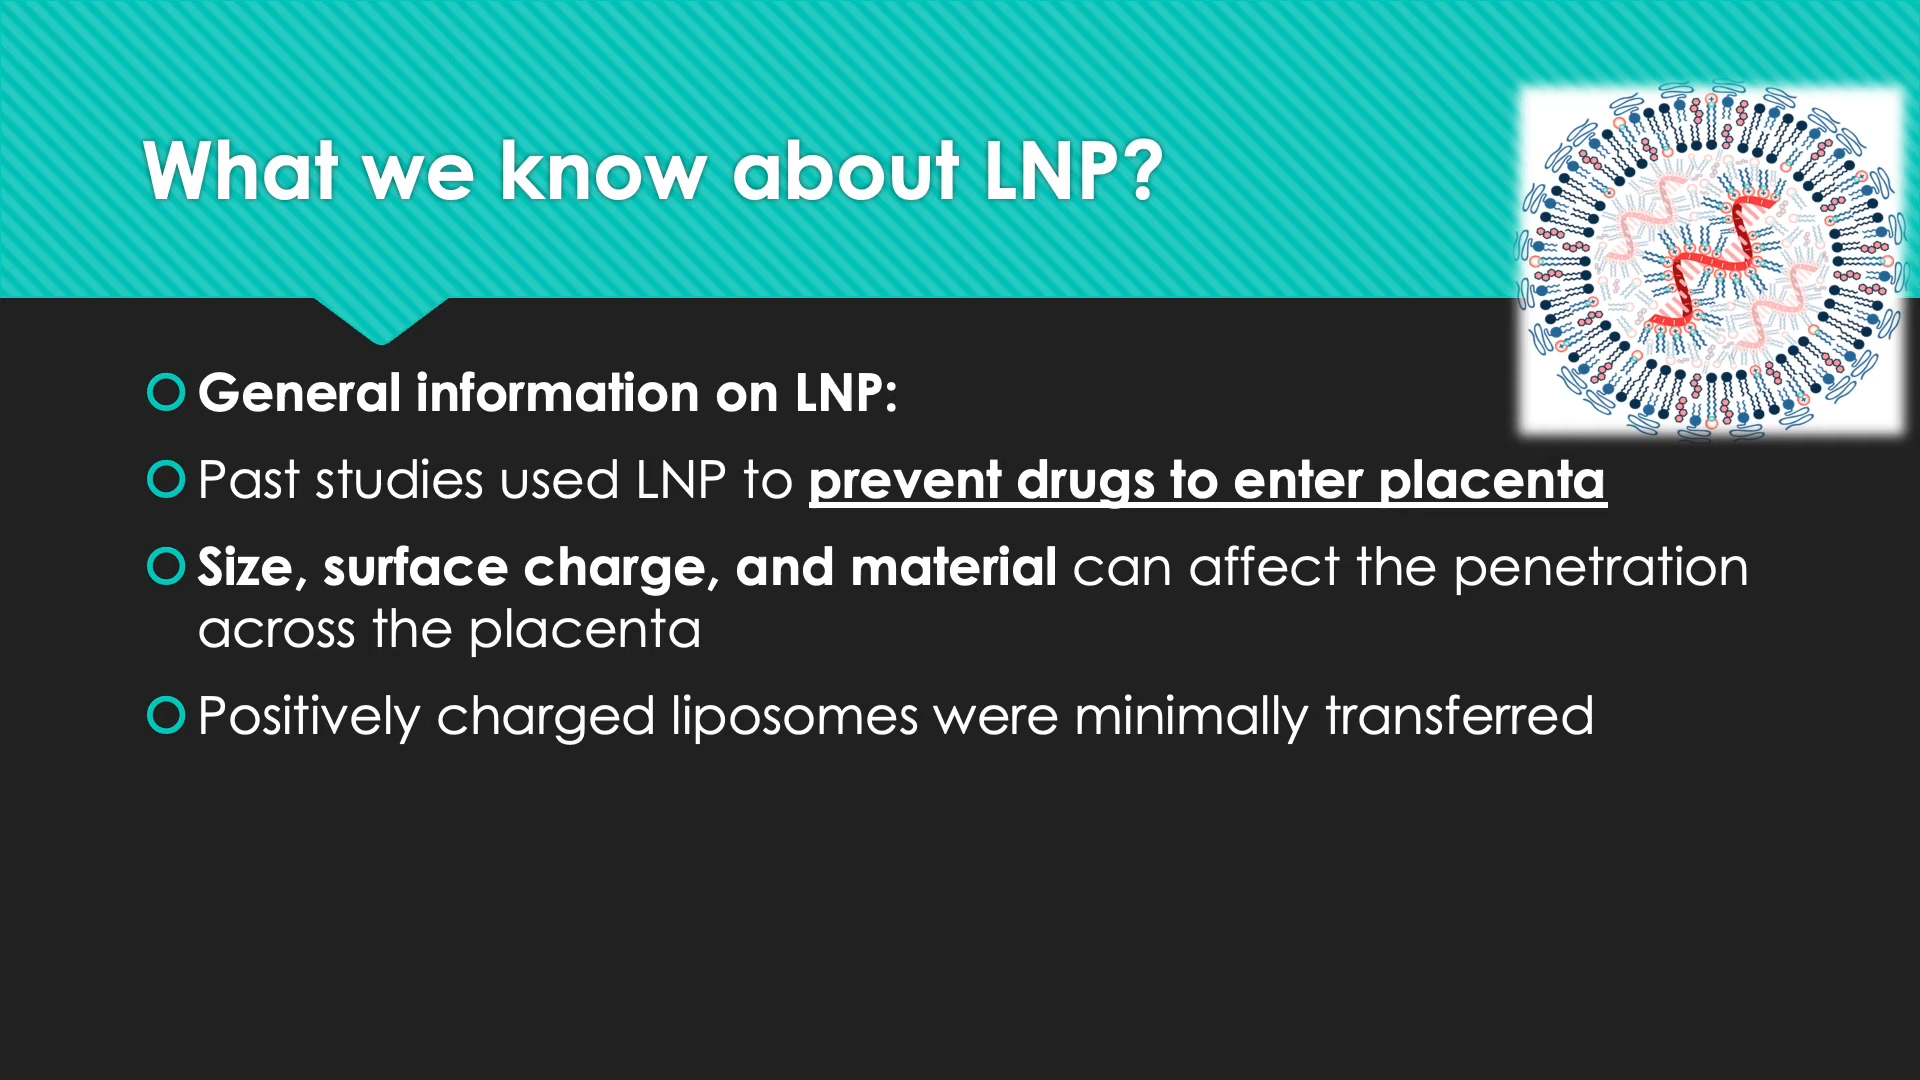 What we know about LNP?
General information on LNP:
Past studies used LNP to prevent drugs to enter placenta
Size, surface charge, and material can affect the penetration
across the placenta
Positively charged liposomes were minimally transferred